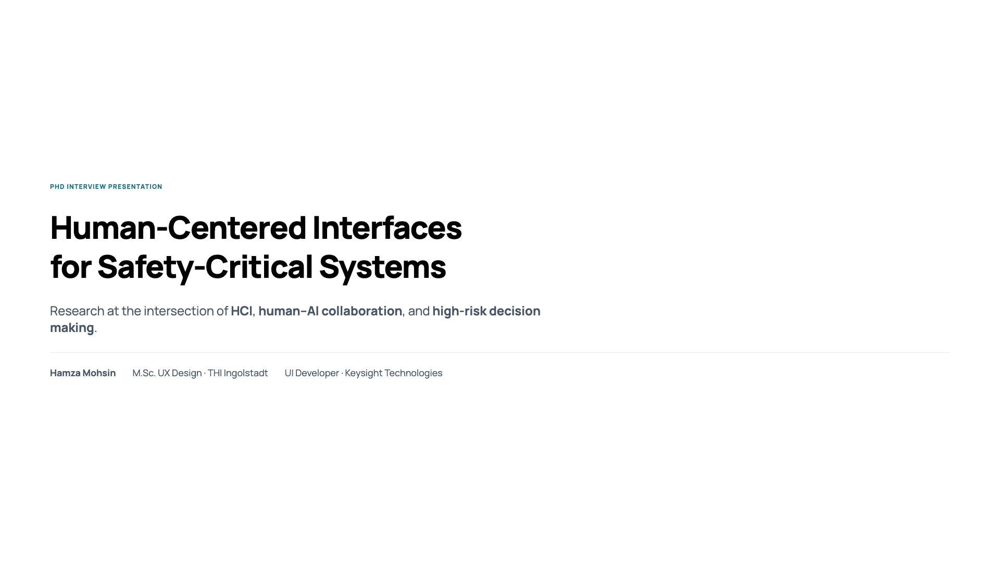 PHD INTERVIEW PRESENTATION
Human-Centered Interfaces
for Safety-Critical Systems
Research at the intersection of HCI, human–AI collaboration, and high-risk decision
making.
Hamza Mohsin M.Sc. UX Design · THI Ingolstadt UI Developer · Keysight Technologies